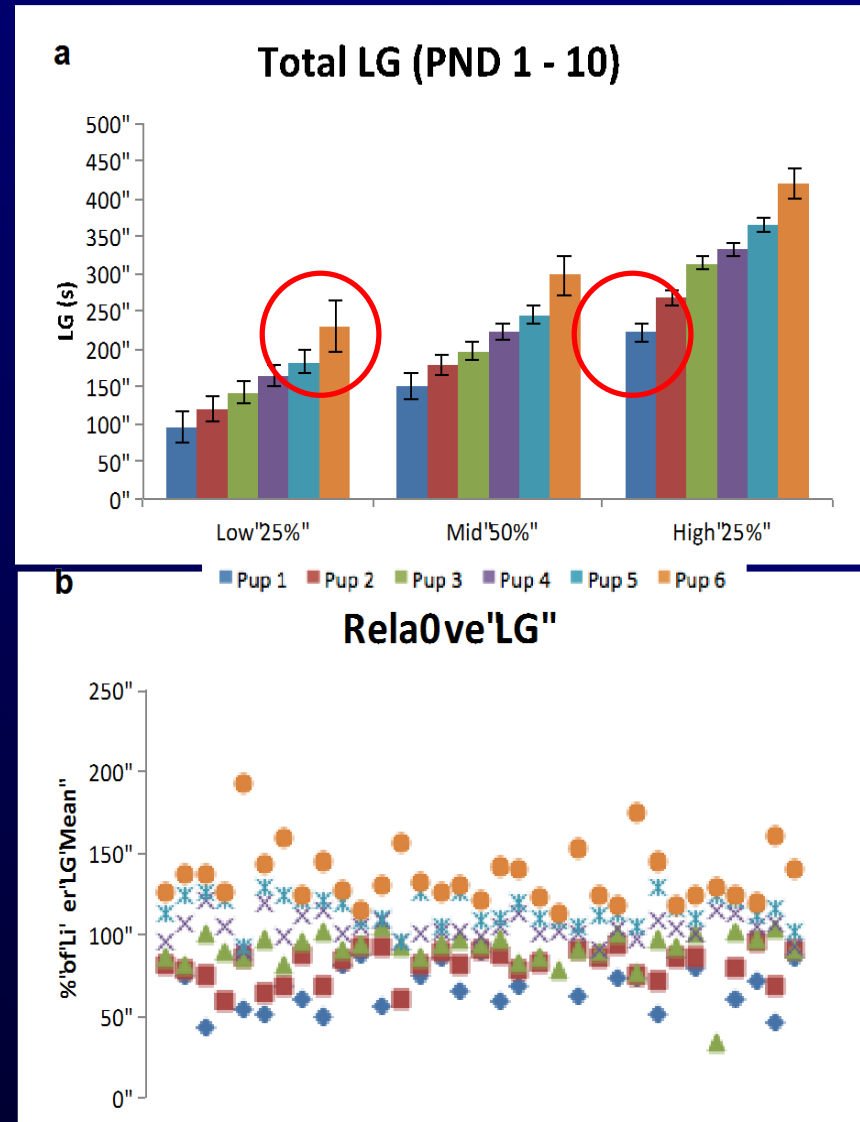 a
Total LG (PND 1 - 10)
LG (s)
500"
450"
400"
350"
300"
250"
200"
150"
100"
50"
0"
Low"25%"
Mid"50%"
High"25%"
Pup 1
Pup 2
Pup 3
Pup 4
Pup 5
Pup 6
b
Rela0ve'LG"
%'of'Li' er'LG'Mean"
250"
200"
150"
100"
50"
0"